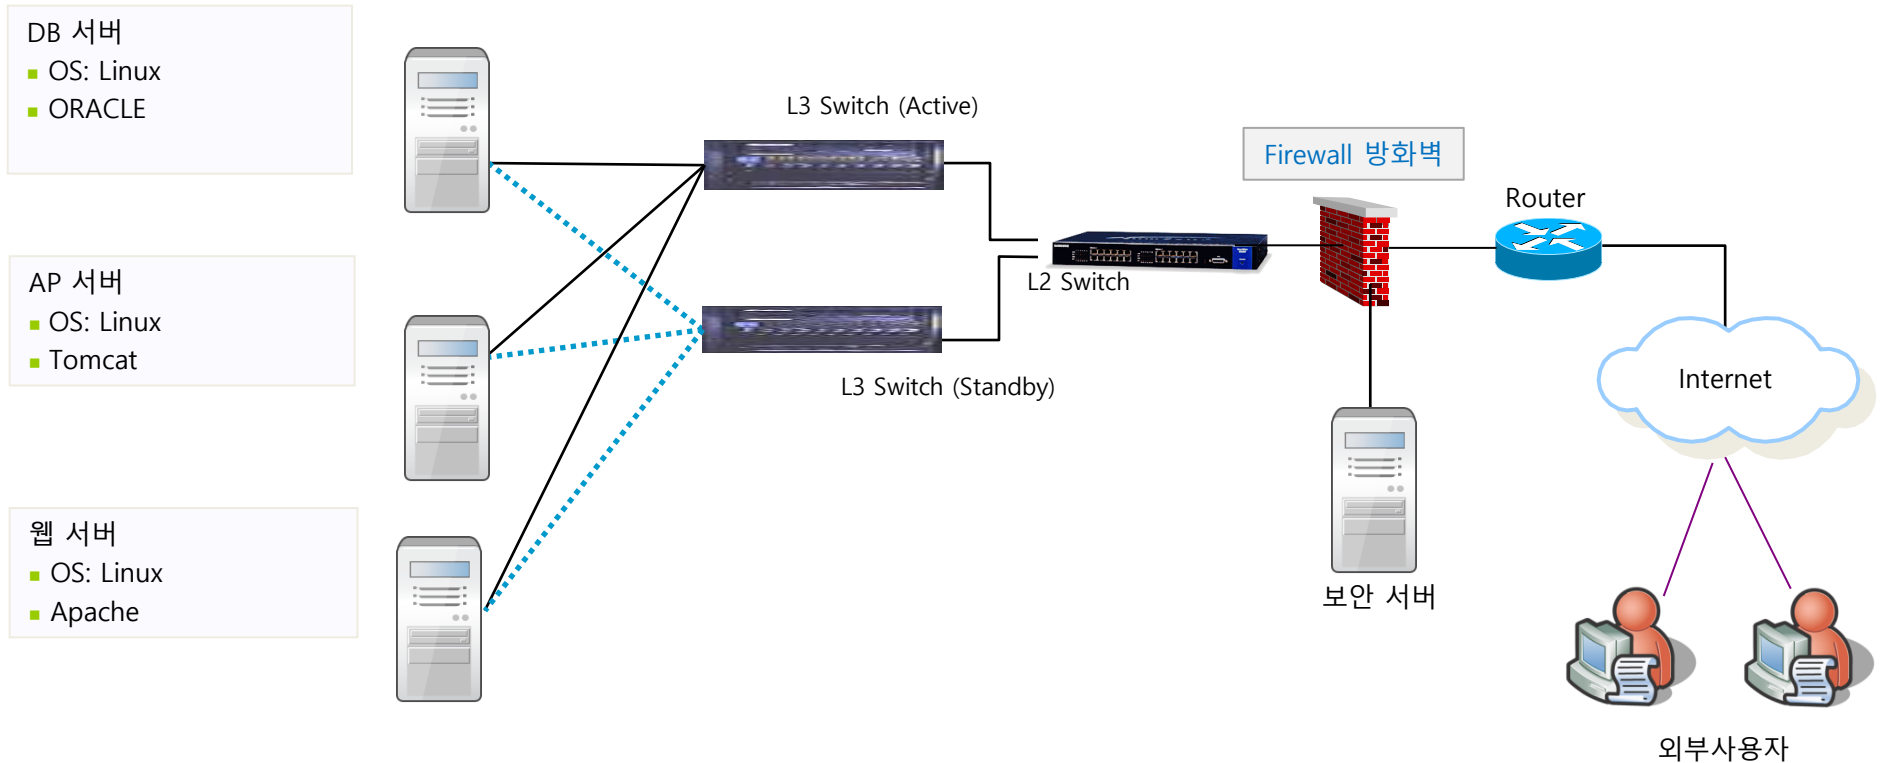 DB 서버
OS: Linux
ORACLE
AP 서버
OS: Linux
Tomcat
웹 서버
OS: Linux
Apache
L3 Switch (Active)
L3 Switch (Standby)
L2 Switch
Firewall 방화벽
Router
Internet
보안 서버
외부사용자